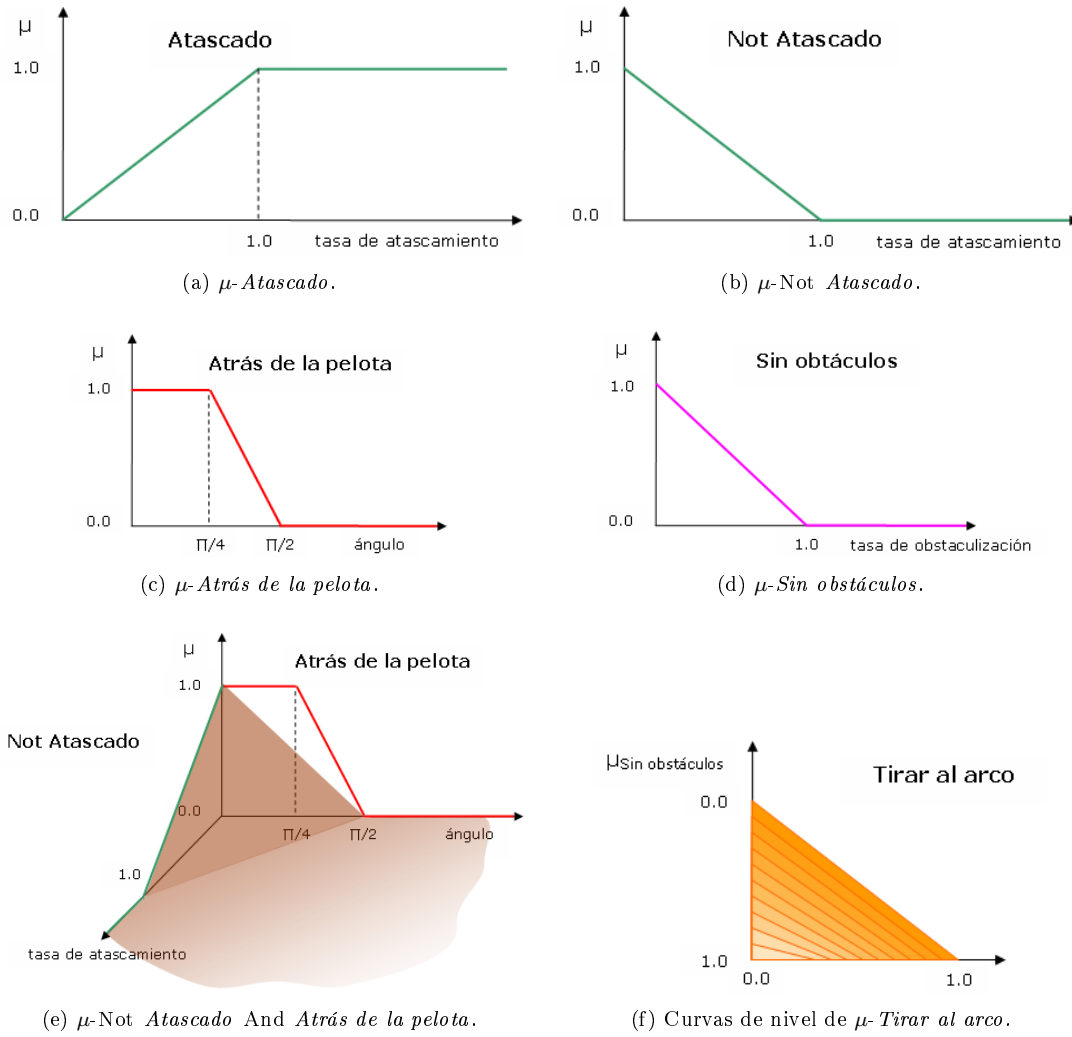 μ
Atascado
1.0
0.0
1.0
tasa de atascamiento
(a) μ-Atascado.
μ
Not Atascado
1.0
0.0
1.0
tasa de atascamiento
(b) μ-Not Atascado.
μ
Atrás de la pelota
1.0
0.0
Π/4
Π/2
ángulo
(c) μ-Atrás de la pelota.
μ
Sin obtáculos
1.0
0.0
1.0
tasa de obstaculización
(d) μ-Sin obstáculos.
μ
Atrás de la pelota
1.0
Not Atascado
0.0
Π/4
Π/2
ángulo
1.0
tasa de atascamiento
(e) μ-Not Atascado And Atrás de la pelota.
μSin obstáculos
Tirar al arco
0.0
1.0
0.0
1.0
(f) Curvas de nivel de μ-Tirar al arco.